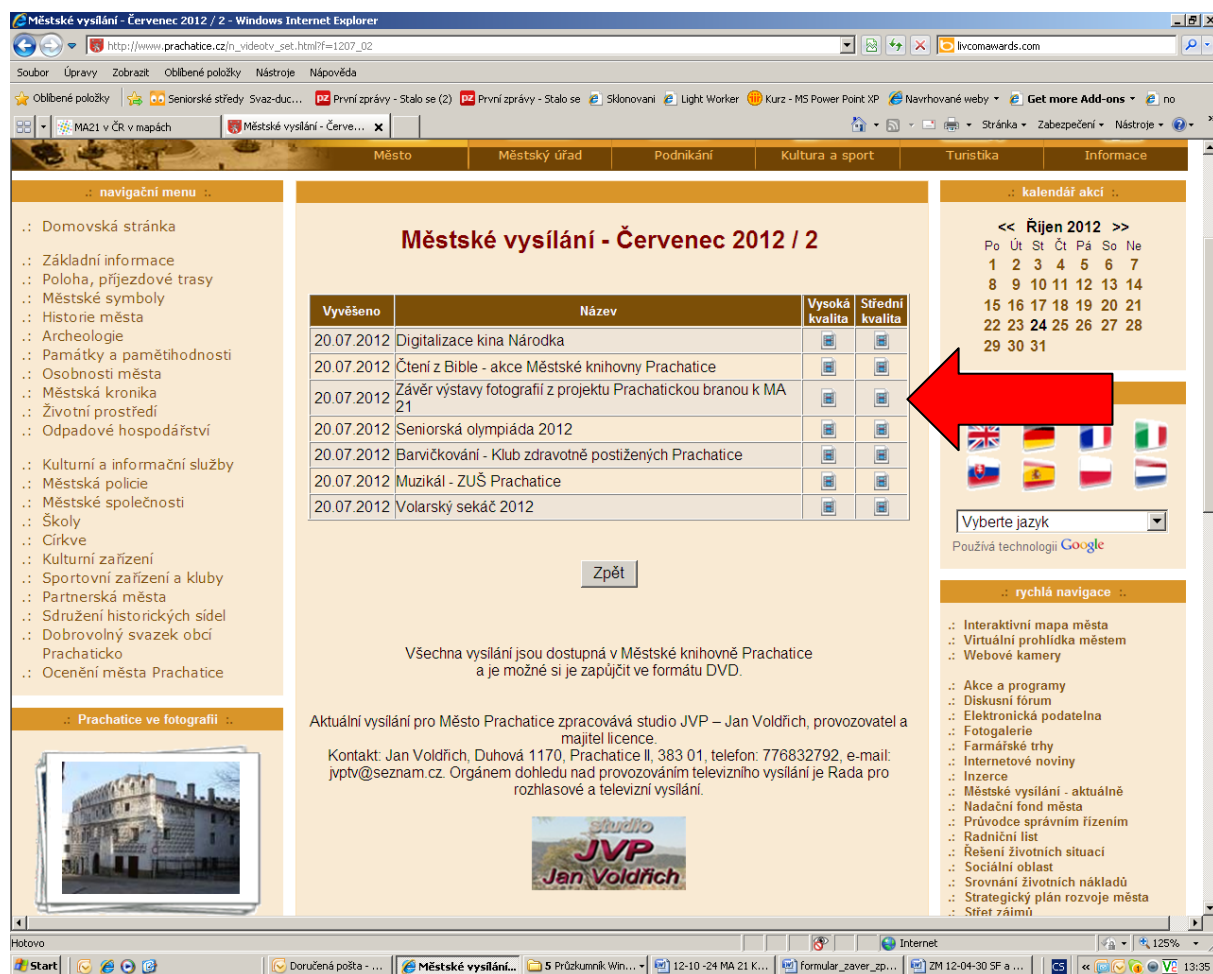 Městské vysílání - Červenec 2012 / 2 - Windows Internet Explorer
http://www.prachatice.cz/n_videotv_set.html?f=1207_02
livcomawards.com
Soubor Úpravy Zobrazit Oblíbené položky Nástroje Nápověda
Oblíbené položky Seniorské středy Svaz-duc... První zprávy - Stalo se (2) První zprávy - Stalo se Sklonovani Light Worker Kurz - MS Power Point XP Navrhované weby Get more Add-ons no
MA21 v ČR v mapách Městské vysílání - Červe... Stránka Zabezpečení Nástroje
Město Městský úřad Podnikání Kultura a sport Turistika Informace
.: navigační menu :.
.: Domovská stránka
.: Základní informace
.: Poloha, příjezdové trasy
.: Městské symboly
.: Historie města
.: Archeologie
.: Památky a pamětihodnosti
.: Osobnosti města
.: Městská kronika
.: Životní prostředí
.: Odpadové hospodářství
.: Kulturní a informační služby
.: Městská policie
.: Městské společnosti
.: Školy
.: Církve
.: Kulturní zařízení
.: Sportovní zařízení a kluby
.: Partnerská města
.: Sdružení historických sídel
.: Dobrovolný svazek obcí
Prachaticko
.: Ocenění města Prachatice
.: Prachatice ve fotografii :.
Městské vysílání - Červenec 2012 / 2
Vyvěšeno Název Vysoká kvalita Střední kvalita
20.07.2012 Digitalizace kina Národka
20.07.2012 Čtení z Bible - akce Městské knihovny Prachatice
20.07.2012 Závěr výstavy fotografií z projektu Prachatickou branou k MA
21
20.07.2012 Seniorská olympiáda 2012
20.07.2012 Barvičkování - Klub zdravotně postižených Prachatice
20.07.2012 Muzikál - ZUŠ Prachatice
20.07.2012 Volarský sekáč 2012
Zpět
Všechna vysílání jsou dostupná v Městské knihovně Prachatice
a je možné si je zapůjčit ve formátu DVD.
Aktuální vysílání pro Město Prachatice zpracovává studio JVP – Jan Voldřich, provozovatel a
majitel licence.
Kontakt: Jan Voldřich, Duhová 1170, Prachatice II, 383 01, telefon: 776832792, e-mail:
jvptv@seznam.cz. Orgánem dohledu nad provozováním televizního vysílání je Rada pro
rozhlasové a televizní vysílání.
studio
JVP
Jan Voldřich
.: kalendář akcí :.
<< Říjen 2012 >>
Po Út St Čt Pá So Ne
1 2 3 4 5 6 7
8 9 10 11 12 13 14
15 16 17 18 19 20 21
22 23 24 25 26 27 28
29 30 31
Vyberte jazyk
Používá technologii Google
.: rychlá navigace :.
.: Interaktivní mapa města
.: Virtuální prohlídka městem
.: Webové kamery
.: Akce a programy
.: Diskusní fórum
.: Elektronická podatelna
.: Fotogalerie
.: Farmářské trhy
.: Internetové noviny
.: Inzerce
.: Městské vysílání - aktuálně
.: Nadační fond města
.: Průvodce správním řízením
.: Radniční list
.: Řešení životních situací
.: Sociální oblast
.: Srovnání životních nákladů
.: Strategický plán rozvoje města
.: Střet zájmů
Hotovo Internet 125%
Start Doručená pošta - ... Městské vysílání... 5 Průzkumník Win... 12-10 -24 MA 21 K... formular_zaver_zp... ZM 12-04-30 SF a ... CS « 13:35